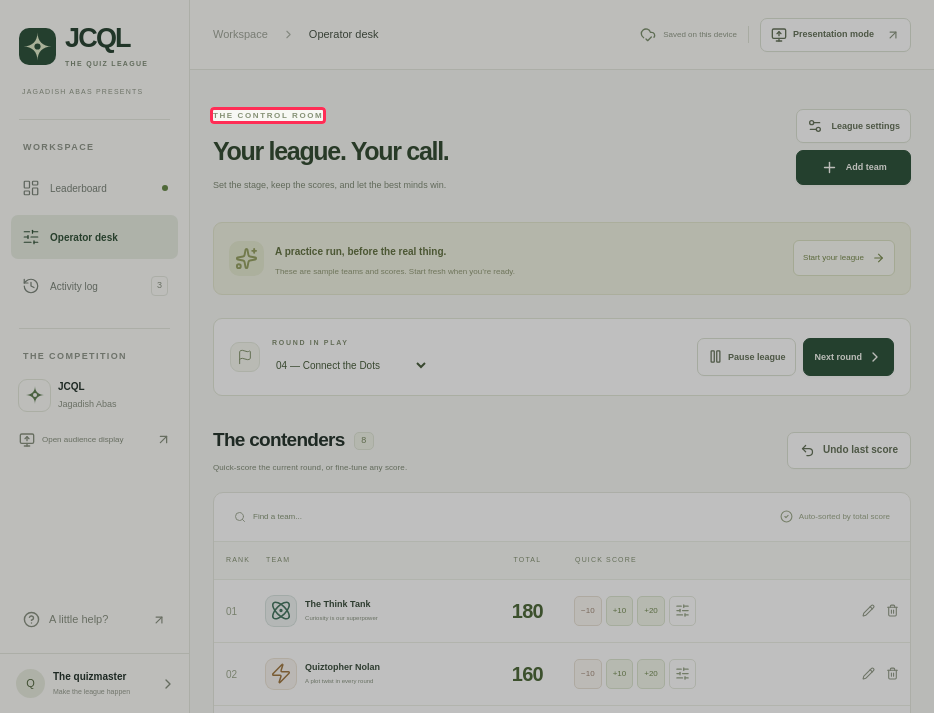 JCQL
THE QUIZ LEAGUE
JAGADISH ABAS PRESENTS
WORKSPACE
Leaderboard
Operator desk
Activity log
3
THE COMPETITION
JCQL
Jagadish Abas
Open audience display
A little help?
Q
The quizmaster
Make the league happen
Workspace
Operator desk
Saved on this device
Presentation mode
THE CONTROL ROOM
Your league. Your call.
Set the stage, keep the scores, and let the best minds win.
League settings
Add team
A practice run, before the real thing.
These are sample teams and scores. Start fresh when you're ready.
Start your league
ROUND IN PLAY
04 — Connect the Dots
Pause league
Next round
The contenders 8
Quick-score the current round, or fine-tune any score.
Undo last score
Find a team...
Auto-sorted by total score
RANK TEAM TOTAL QUICK SCORE
01 The Think Tank 180 −10 +10 +20
Curiosity is our superpower
02 Quiztopher Nolan 160 −10 +10 +20
A plot twist in every round